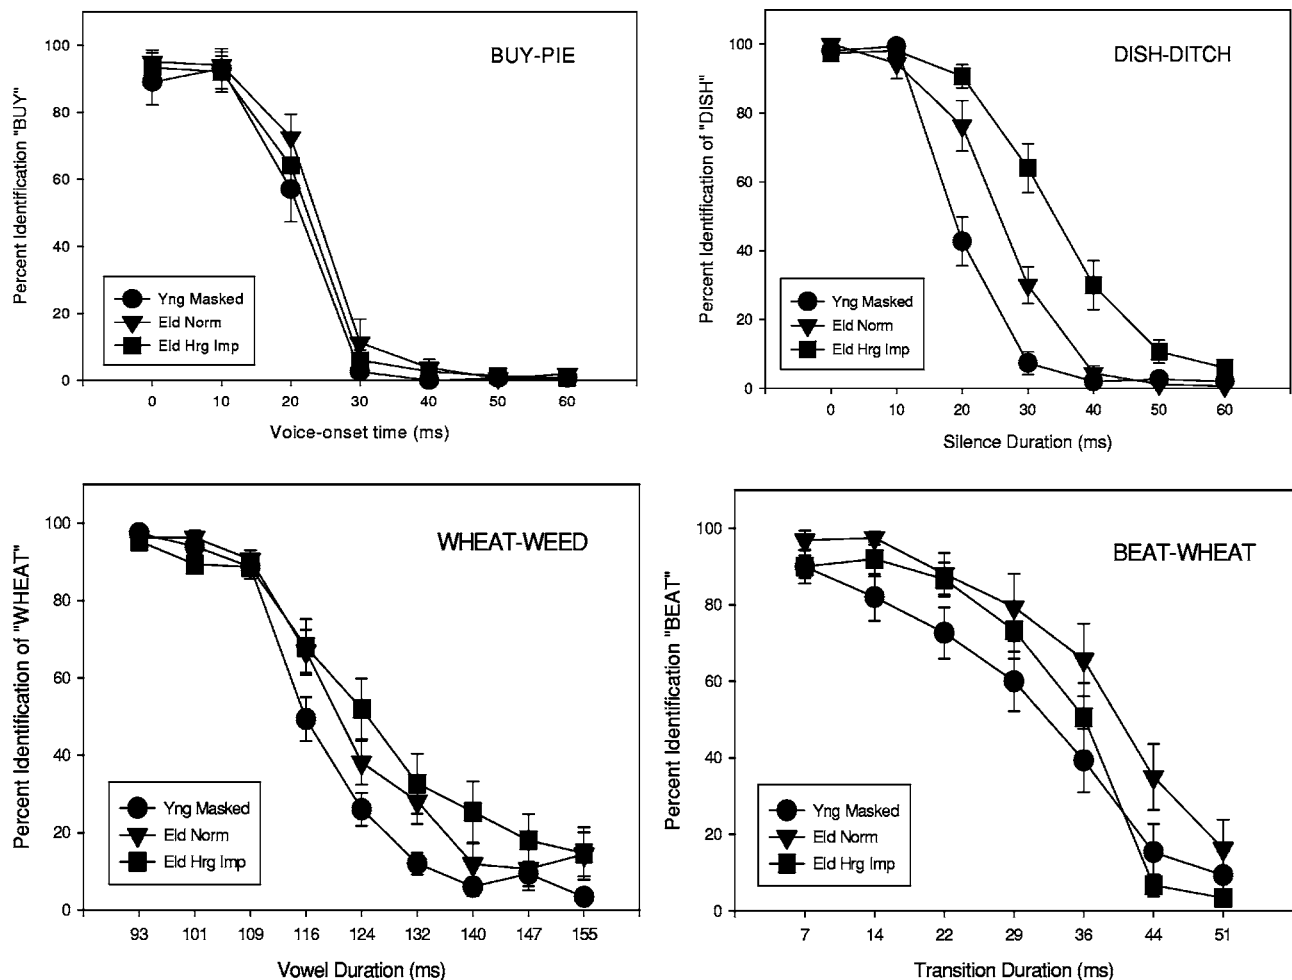 BUY-PIE
Percent Identification "BUY"
100
80
60
40
20
0
Yng Masked
Eld Norm
Eld Hrg Imp
0 10 20 30 40 50 60
Voice-onset time (ms)
DISH-DITCH
Percent Identification of "DISH"
100
80
60
40
20
0
Yng Masked
Eld Norm
Eld Hrg Imp
0 10 20 30 40 50 60
Silence Duration (ms)
WHEAT-WEED
Percent Identification of "WHEAT"
100
80
60
40
20
0
Yng Masked
Eld Norm
Eld Hrg Imp
93 101 109 116 124 132 140 147 155
Vowel Duration (ms)
BEAT-WHEAT
Percent Identification "BEAT"
100
80
60
40
20
0
Yng Masked
Eld Norm
Eld Hrg Imp
7 14 22 29 36 44 51
Transition Duration (ms)